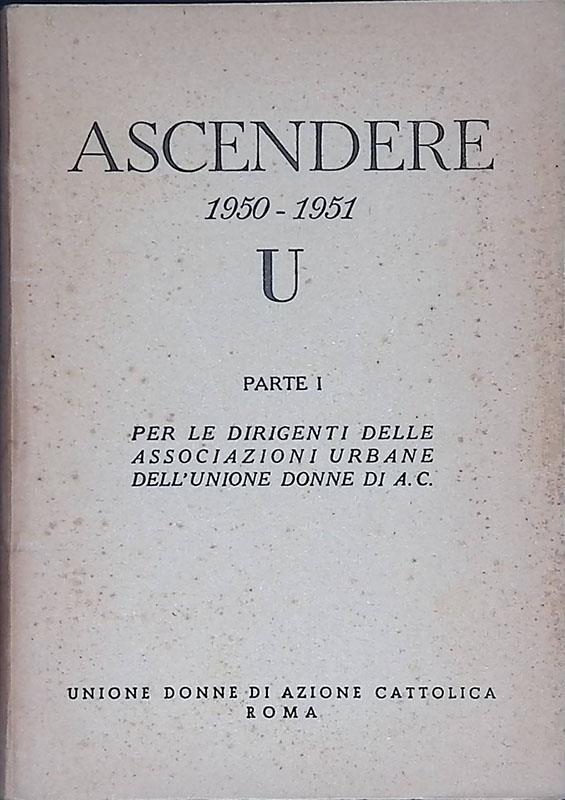 ASCENDERE
1950 - 1951
U
PARTE I
PER LE DIRIGENTI DELLE
ASSOCIAZIONI URBANE
DELL'UNIONE DONNE DI A.C.
UNIONE DONNE DI AZIONE CATTOLICA
ROMA